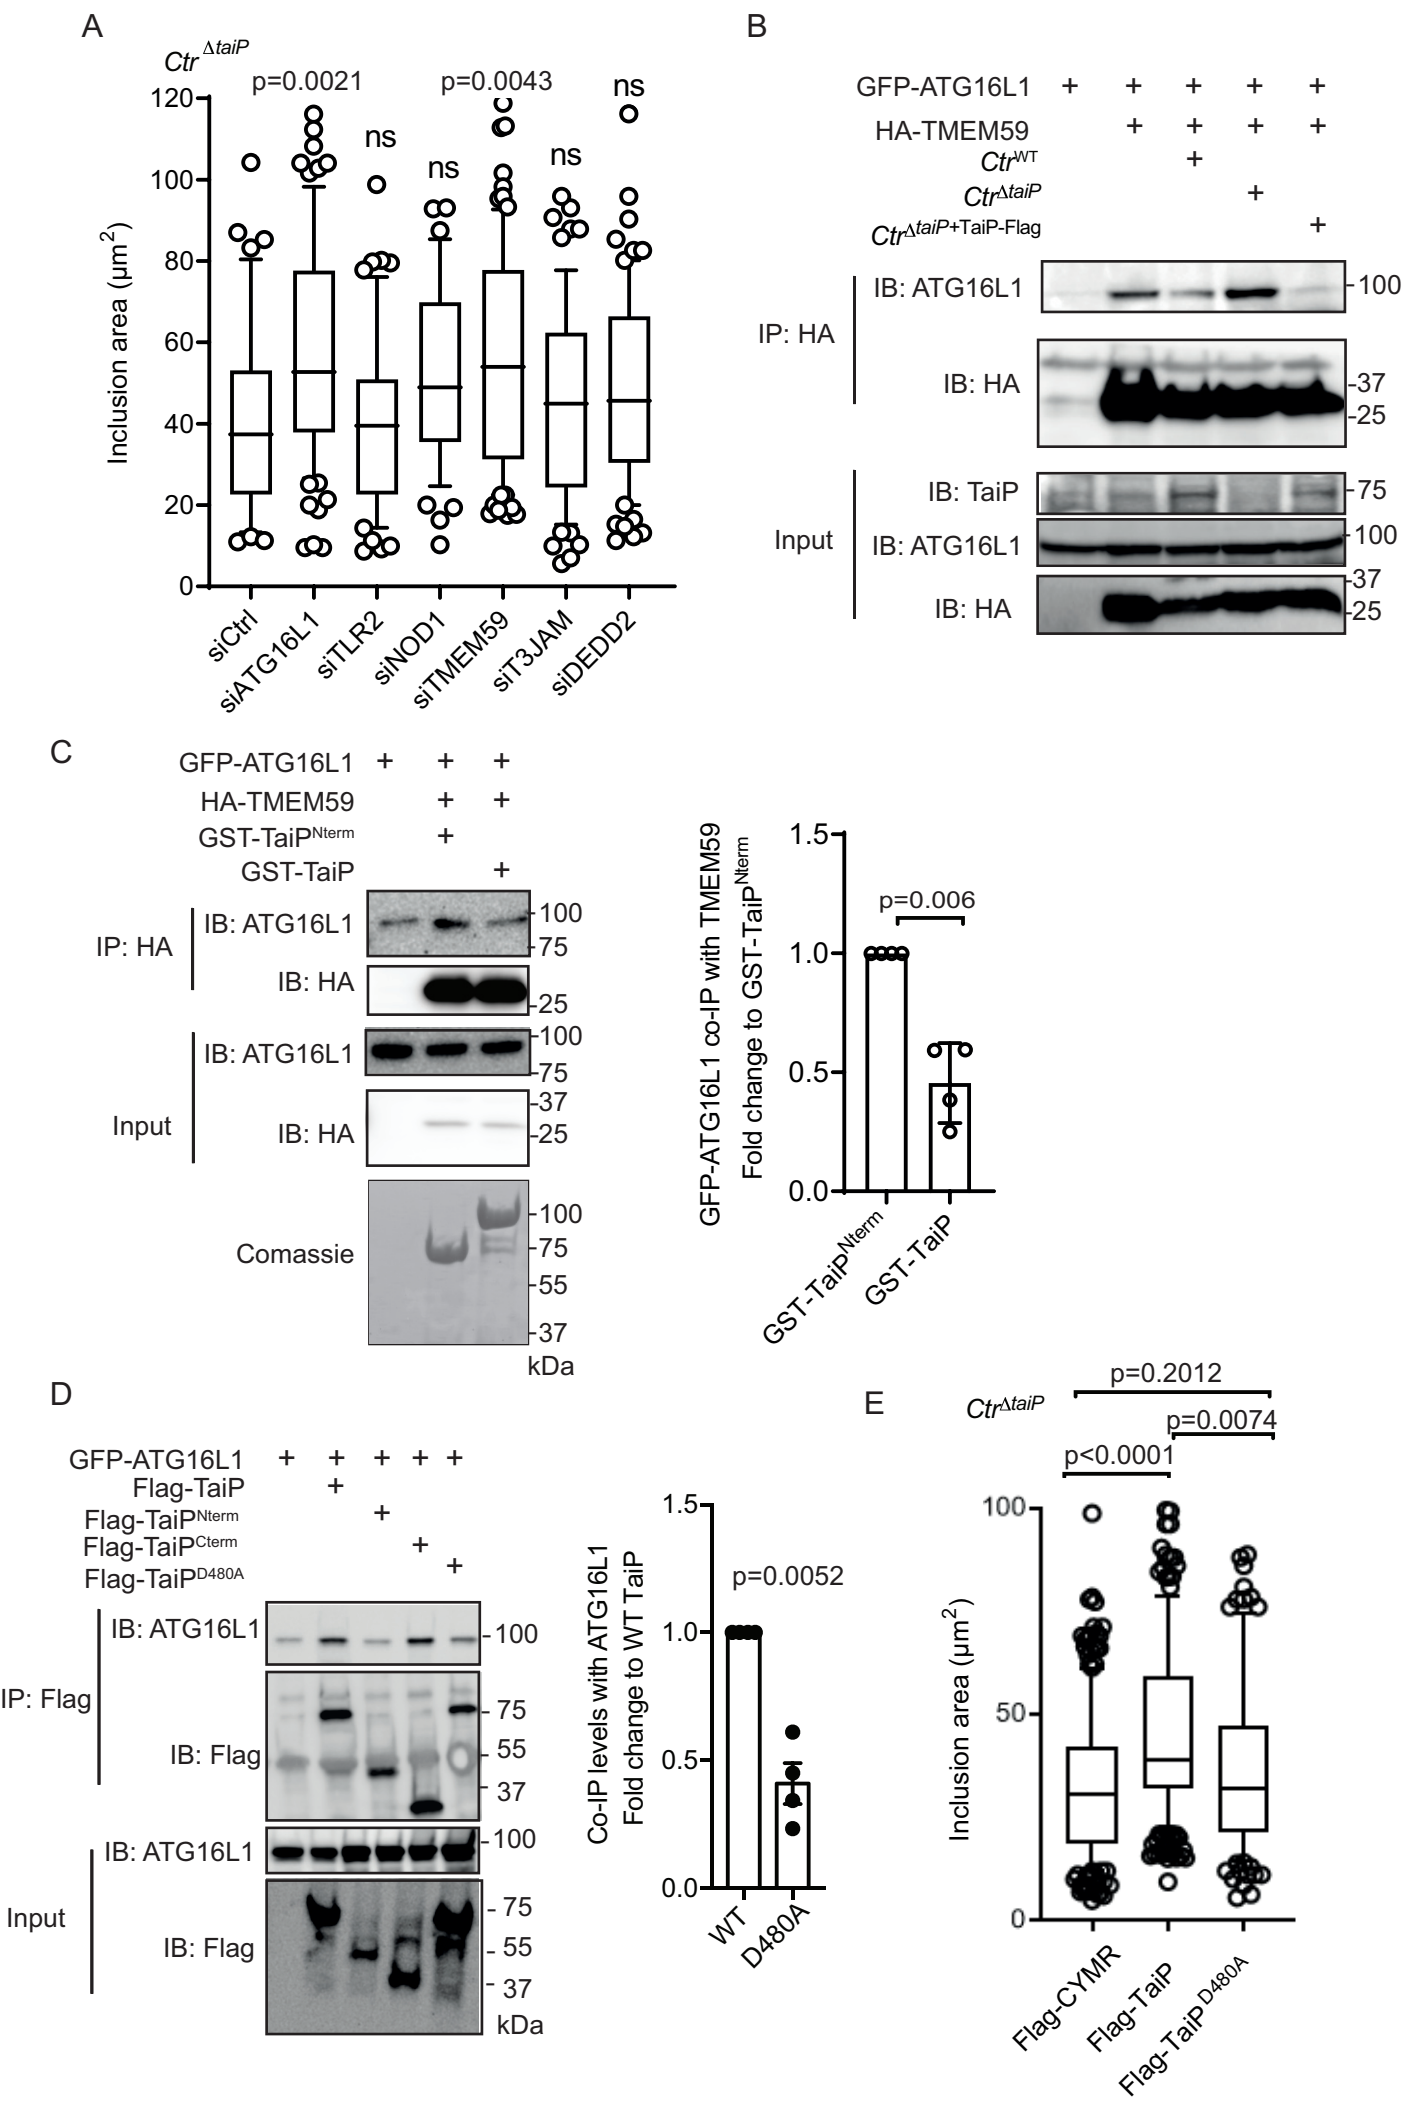 A
Ctr ΔtaiP
p=0.0021
p=0.0043
ns
ns
ns
ns
Inclusion area (µm2)
120
100
80
60
40
20
0
siCtrl
siATG16L1
siTLR2
siNOD1
siTMEM59
siT3JAM
siDEDD2
B
GFP-ATG16L1 + + + + +
HA-TMEM59 + + + +
CtrWT +
CtrΔtaiP +
CtrΔtaiP+TaiP-Flag +
IP: HA
IB: ATG16L1 -100
IB: HA -37
-25
Input
IB: TaiP -75
IB: ATG16L1 -100
IB: HA -37
-25
C
GFP-ATG16L1 + + +
HA-TMEM59 + +
GST-TaiPNterm +
GST-TaiP +
IP: HA
IB: ATG16L1 -100
-75
IB: HA -25
Input
IB: ATG16L1 -100
-75
IB: HA -37
-25
Comassie -100
-75
-55
-37
kDa
GFP-ATG16L1 co-IP with TMEM59
Fold change to GST-TaiPNterm
1.5
1.0
0.5
0.0
p=0.006
GST-TaiPNterm
GST-TaiP
D
GFP-ATG16L1 + + + + +
Flag-TaiP +
Flag-TaiPNterm +
Flag-TaiPCterm +
Flag-TaiPD480A +
IP: Flag
IB: ATG16L1 -100
IB: Flag - 75
- 55
- 37
Input
IB: ATG16L1 -100
IB: Flag - 75
- 55
- 37
kDa
Co-IP levels with ATG16L1
Fold change to WT TaiP
1.5
1.0
0.5
0.0
p=0.0052
WT
D480A
E
CtrΔtaiP
p=0.2012
p=0.0074
p<0.0001
Inclusion area (µm2)
100
50
0
Flag-CYMR
Flag-TaiP
Flag-TaiPD480A